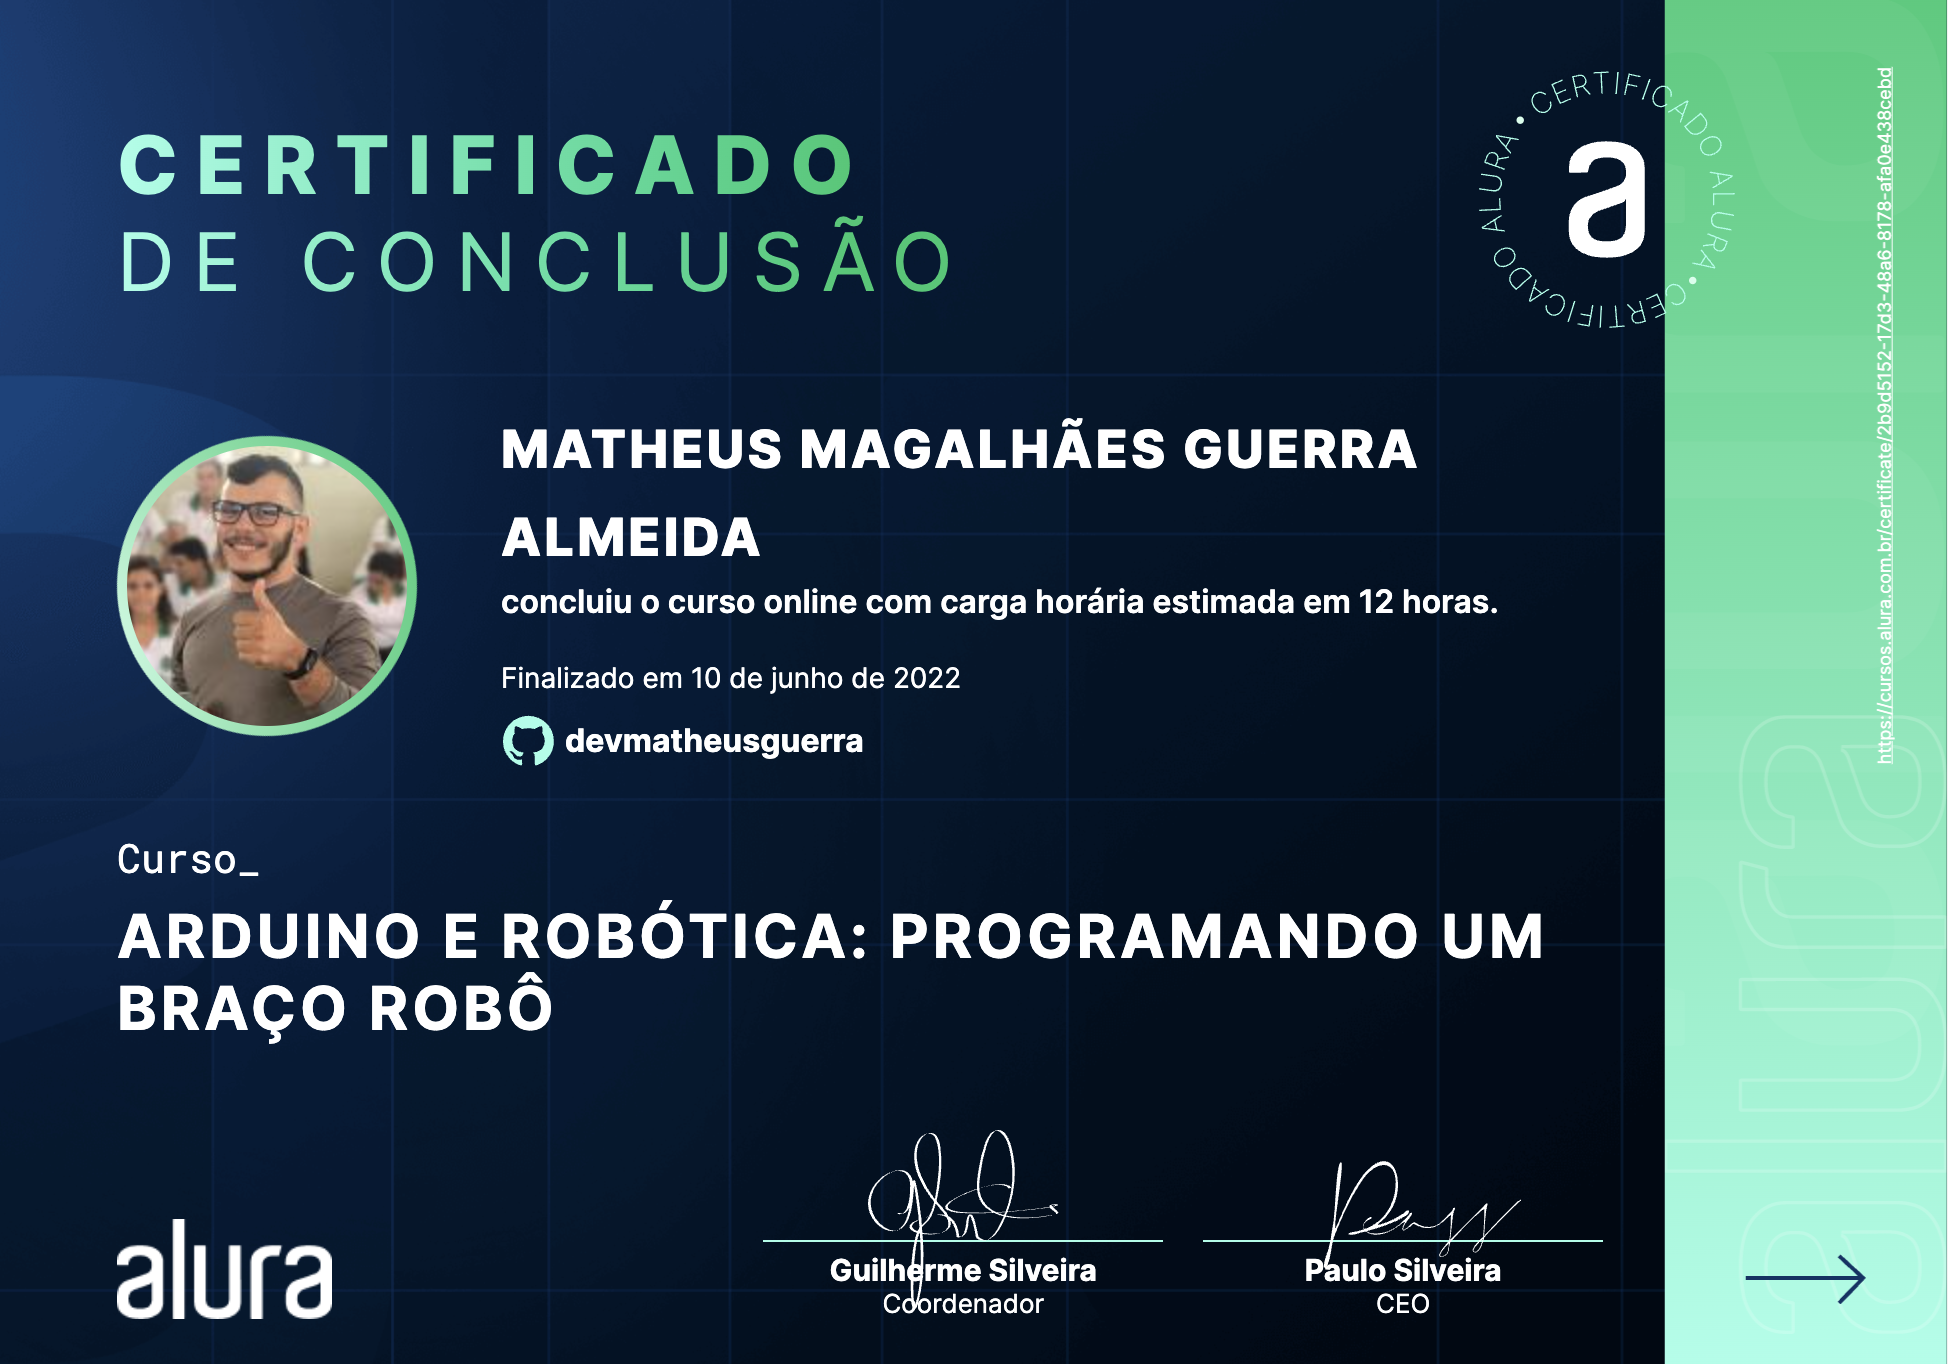 CERTIFICADO
DE CONCLUSÃO
CERTIFICADO ALURA • CERTIFICADO ALURA •
a
MATHEUS MAGALHÃES GUERRA
ALMEIDA
concluiu o curso online com carga horária estimada em 12 horas.
Finalizado em 10 de junho de 2022
devmatheusguerra
Curso_
ARDUINO E ROBÓTICA: PROGRAMANDO UM
BRAÇO ROBÔ
alura
Guilherme Silveira
Coordenador
Paulo Silveira
CEO
https://cursos.alura.com.br/certificate/2b9d5152-17d3-48a6-8178-afa0e438cebd
alura